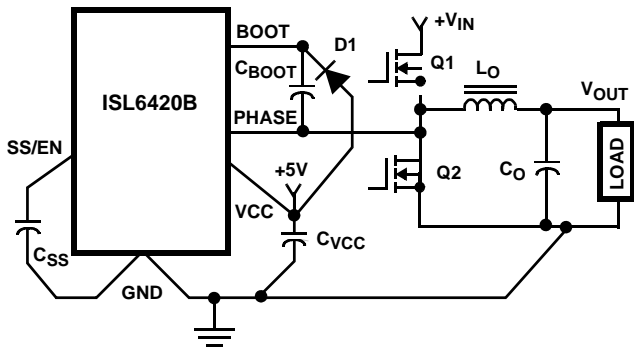 +VIN
BOOT
D1
CBOOT
Q1
ISL6420B
LO
VOUT
PHASE
SS/EN
+5V
Q2
CO
LOAD
VCC
CVCC
CSS
GND